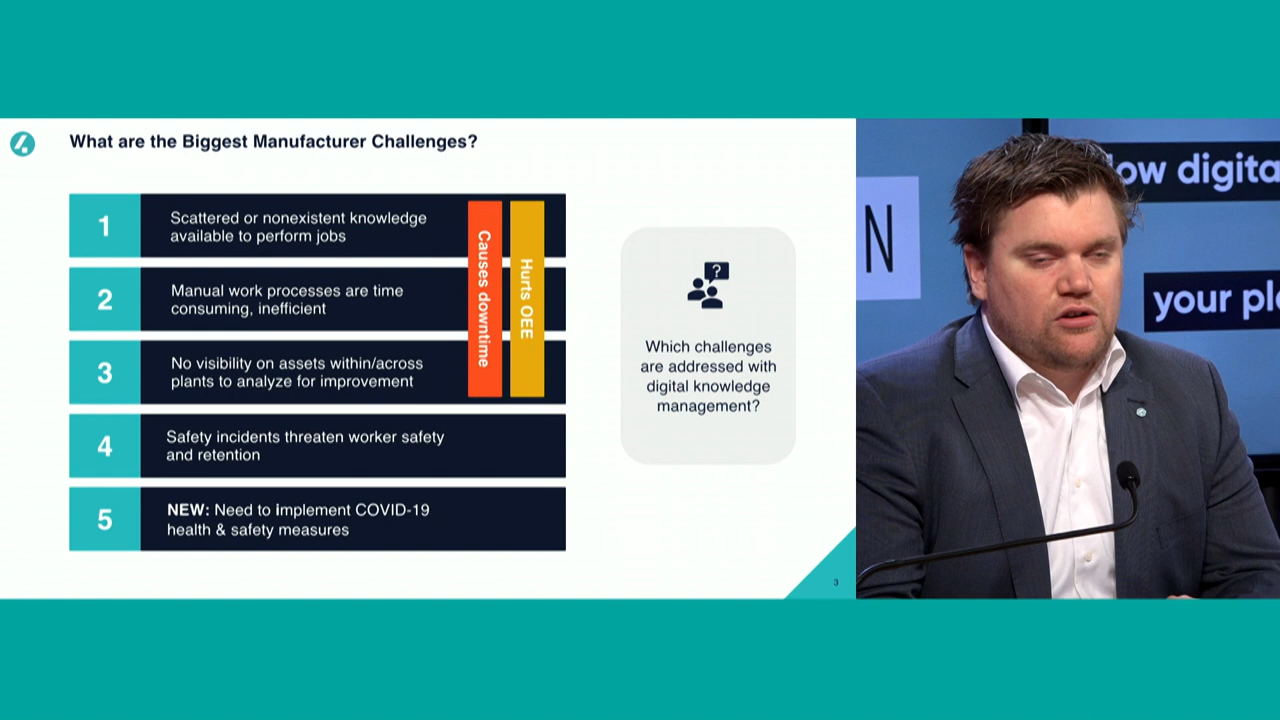 What are the Biggest Manufacturer Challenges?
1
Scattered or nonexistent knowledge
available to perform jobs
2
Manual work processes are time
consuming, inefficient
3
No visibility on assets within/across
plants to analyze for improvement
4
Safety incidents threaten worker safety
and retention
5
NEW: Need to implement COVID-19
health & safety measures
Causes downtime
Hurts OEE
?
Which challenges
are addressed with
digital knowledge
management?
3
N
ow digita
your pl